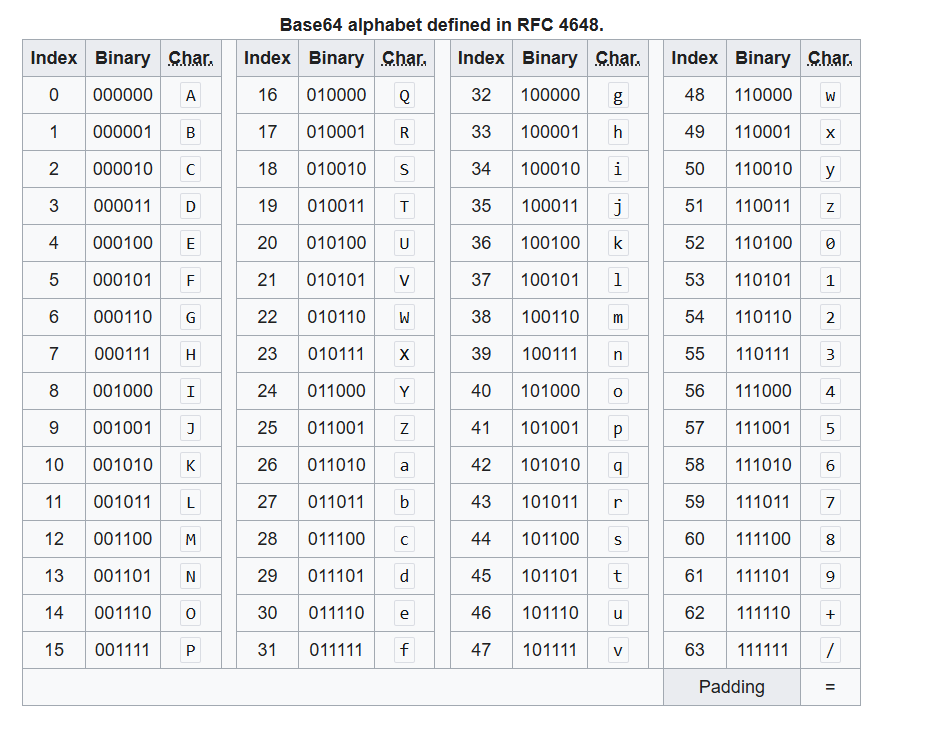 Base64 alphabet defined in RFC 4648.
Index Binary Char. Index Binary Char. Index Binary Char. Index Binary Char.
0 000000 A 16 010000 Q 32 100000 g 48 110000 w
1 000001 B 17 010001 R 33 100001 h 49 110001 x
2 000010 C 18 010010 S 34 100010 i 50 110010 y
3 000011 D 19 010011 T 35 100011 j 51 110011 z
4 000100 E 20 010100 U 36 100100 k 52 110100 0
5 000101 F 21 010101 V 37 100101 l 53 110101 1
6 000110 G 22 010110 W 38 100110 m 54 110110 2
7 000111 H 23 010111 X 39 100111 n 55 110111 3
8 001000 I 24 011000 Y 40 101000 o 56 111000 4
9 001001 J 25 011001 Z 41 101001 p 57 111001 5
10 001010 K 26 011010 a 42 101010 q 58 111010 6
11 001011 L 27 011011 b 43 101011 r 59 111011 7
12 001100 M 28 011100 c 44 101100 s 60 111100 8
13 001101 N 29 011101 d 45 101101 t 61 111101 9
14 001110 O 30 011110 e 46 101110 u 62 111110 +
15 001111 P 31 011111 f 47 101111 v 63 111111 /
Padding =